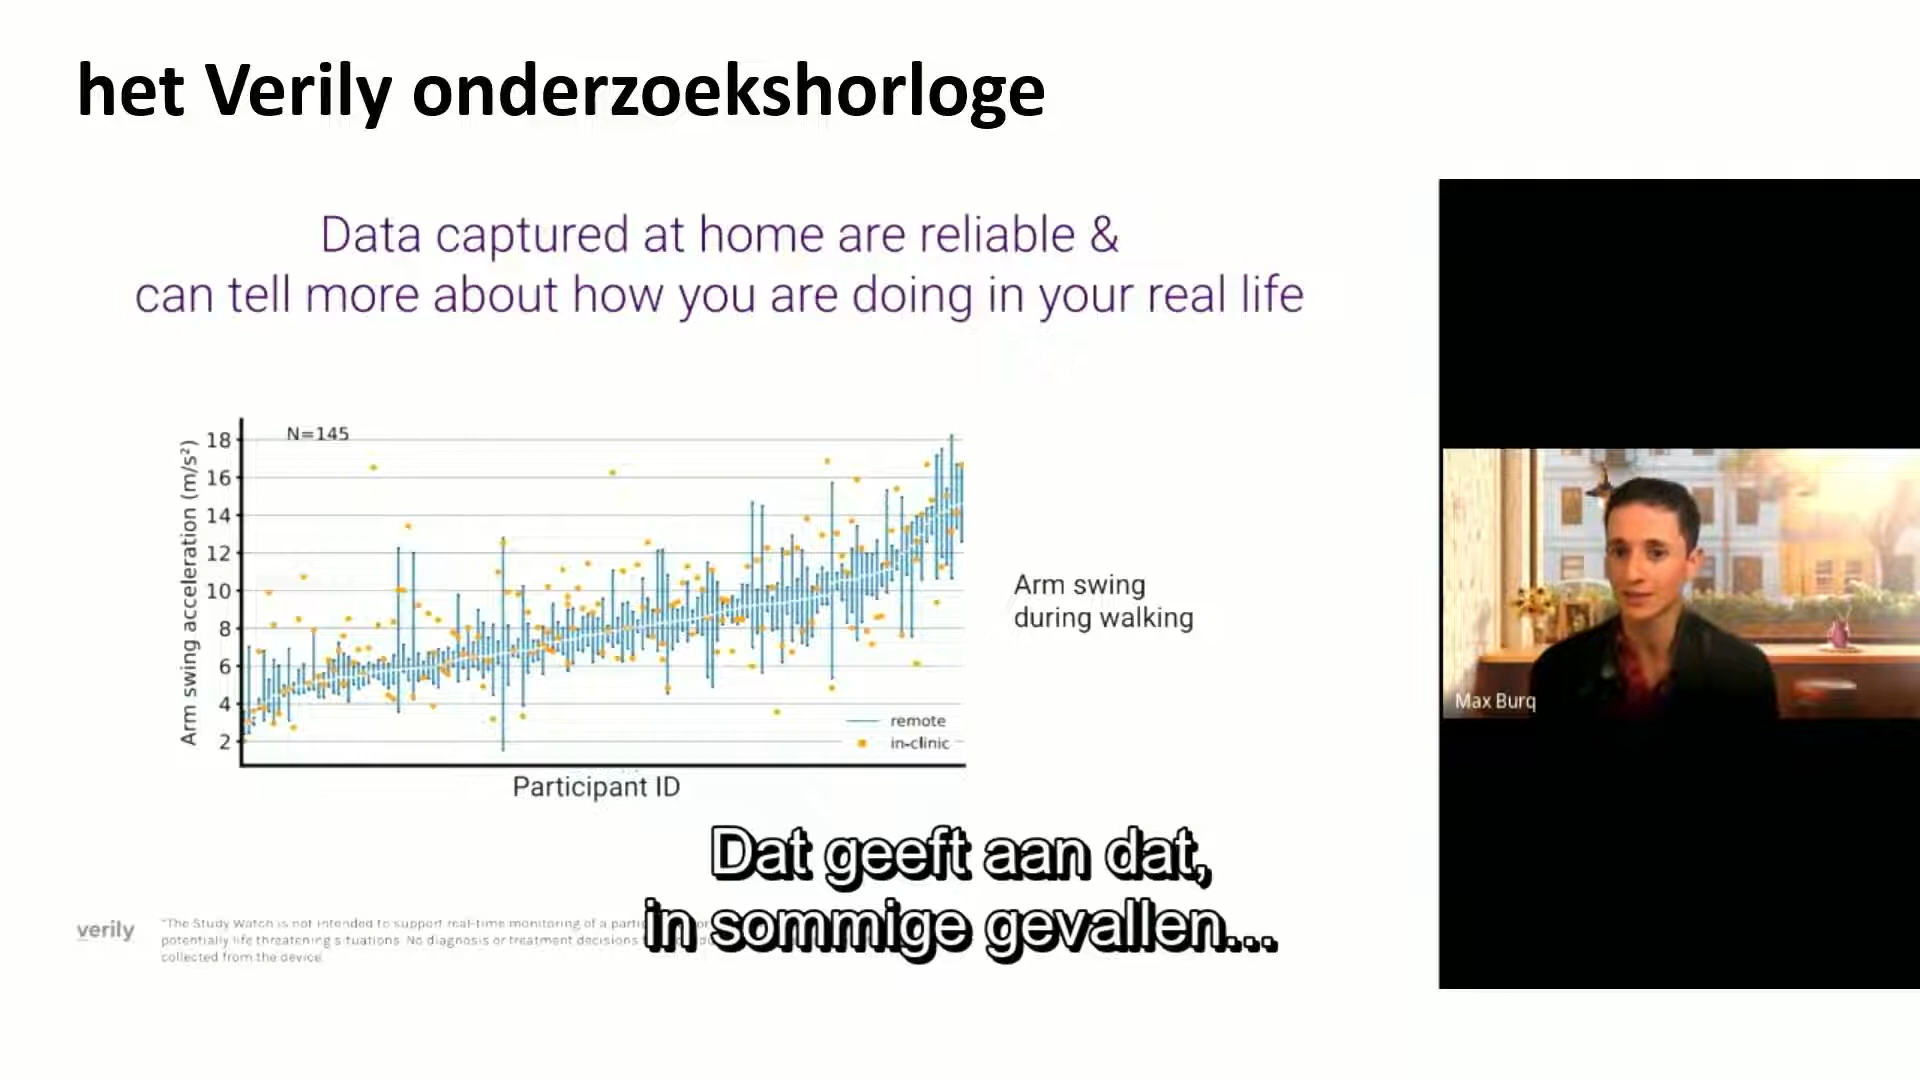 het Verily onderzoekshorloge
Data captured at home are reliable &
can tell more about how you are doing in your real life
N=145
18
16
14
12
10
8
6
4
2
Arm swing acceleration (m/s²)
remote
in-clinic
Participant ID
Arm swing
during walking
Max Burq
Dat geeft aan dat,
in sommige gevallen...
verily
*The Study Watch is not intended to support real-time monitoring of a
potentially life threatening situations. No diagnosis or treatment decisions
collected from the device.